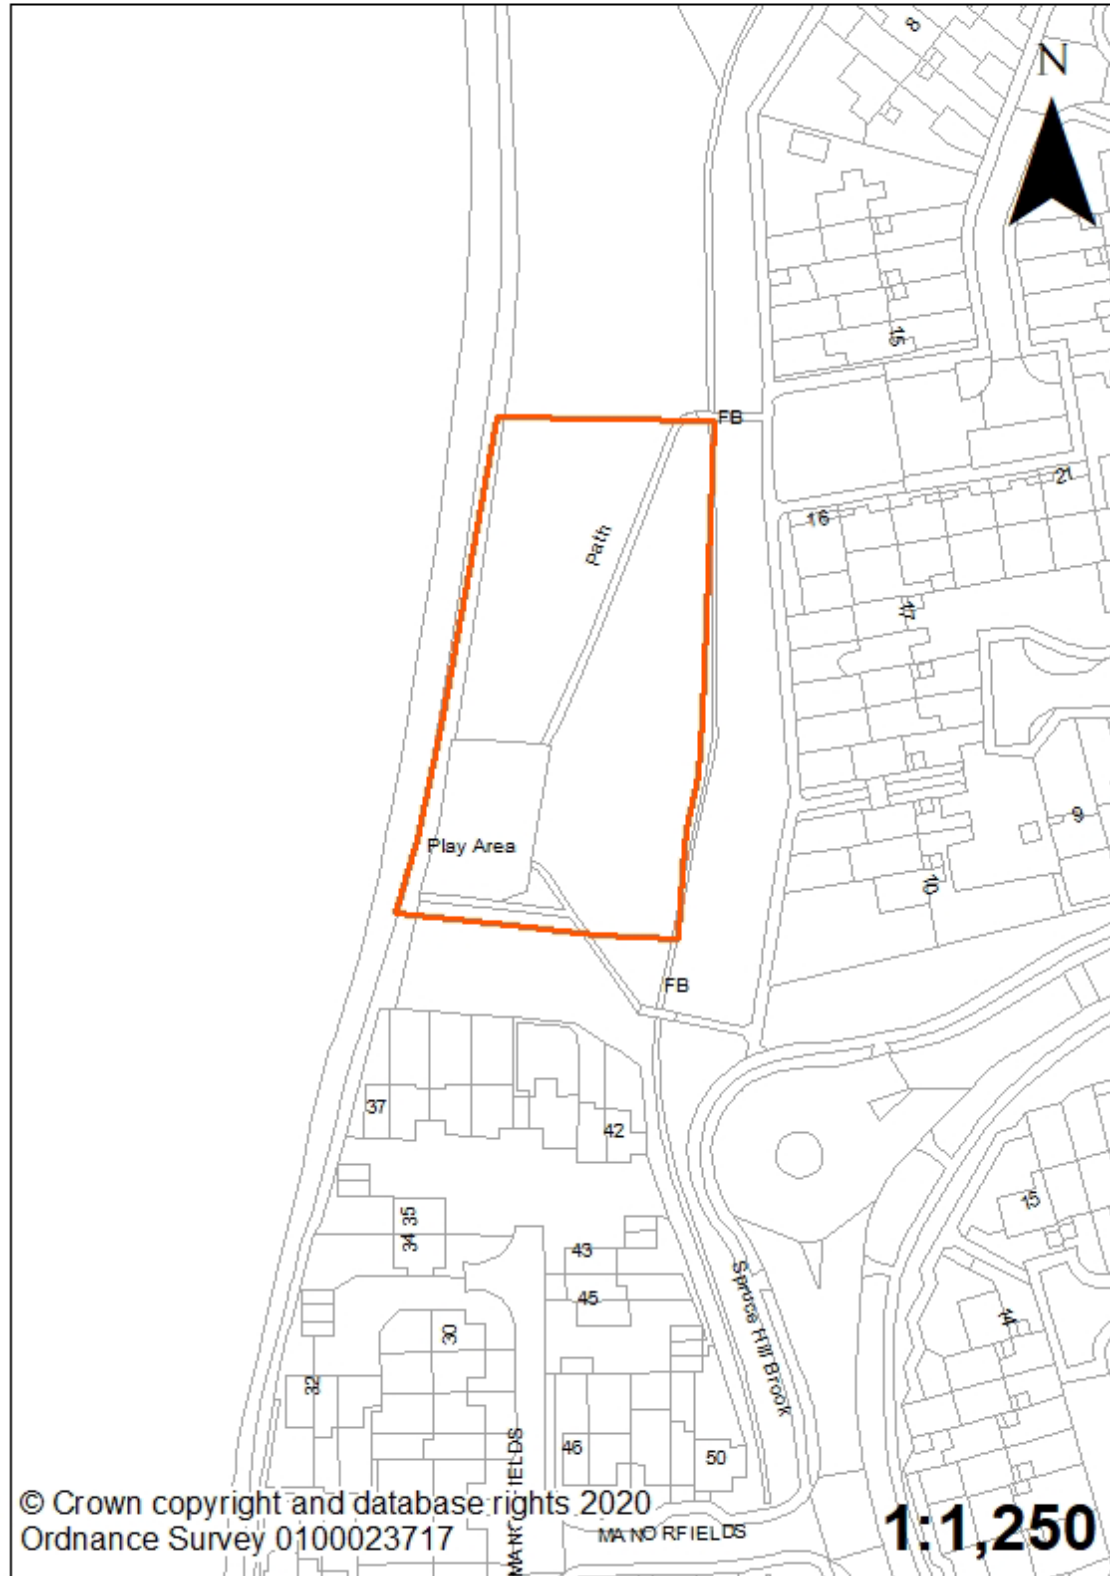 8
N
15
FB
21
16
Path
17
9
Play Area
10
FB
37
42
15
35
34
43
45
Spruce Hill Brook
14
30
32
46
50
MANORFIELDS
© Crown copyright and database rights 2020
Ordnance Survey 0100023717
MANORFIELDS
1:1,250